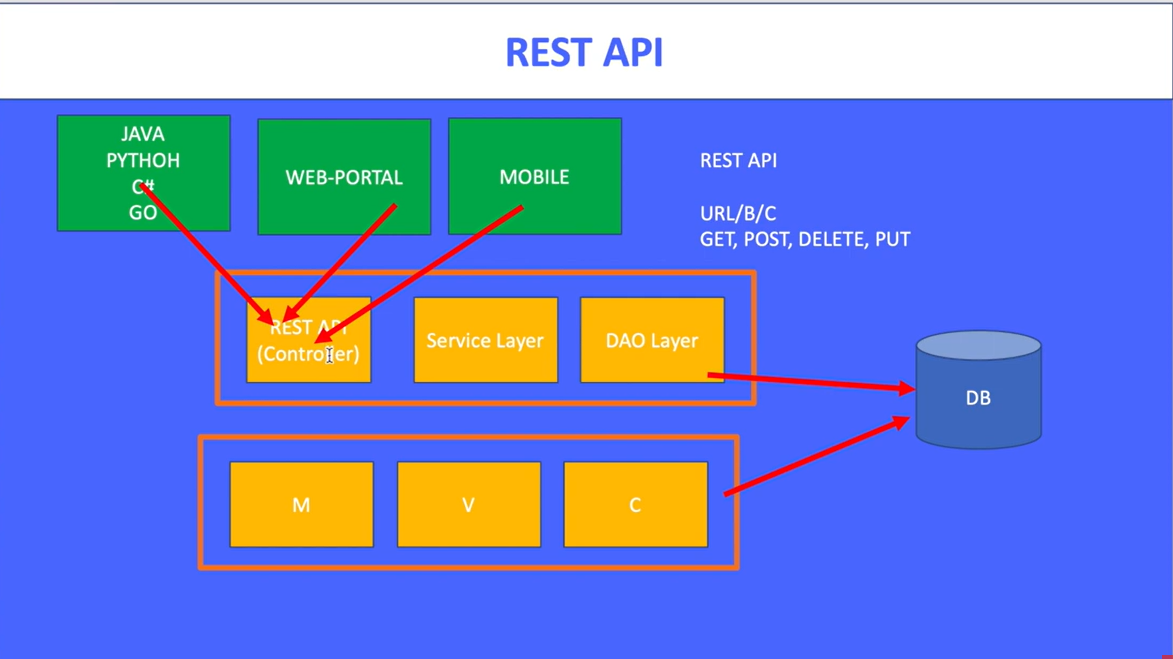 REST API
JAVA
PYTHOH
C#
GO
WEB-PORTAL
MOBILE
REST API
URL/B/C
GET, POST, DELETE, PUT
REST API
(Controller)
Service Layer
DAO Layer
DB
M
V
C